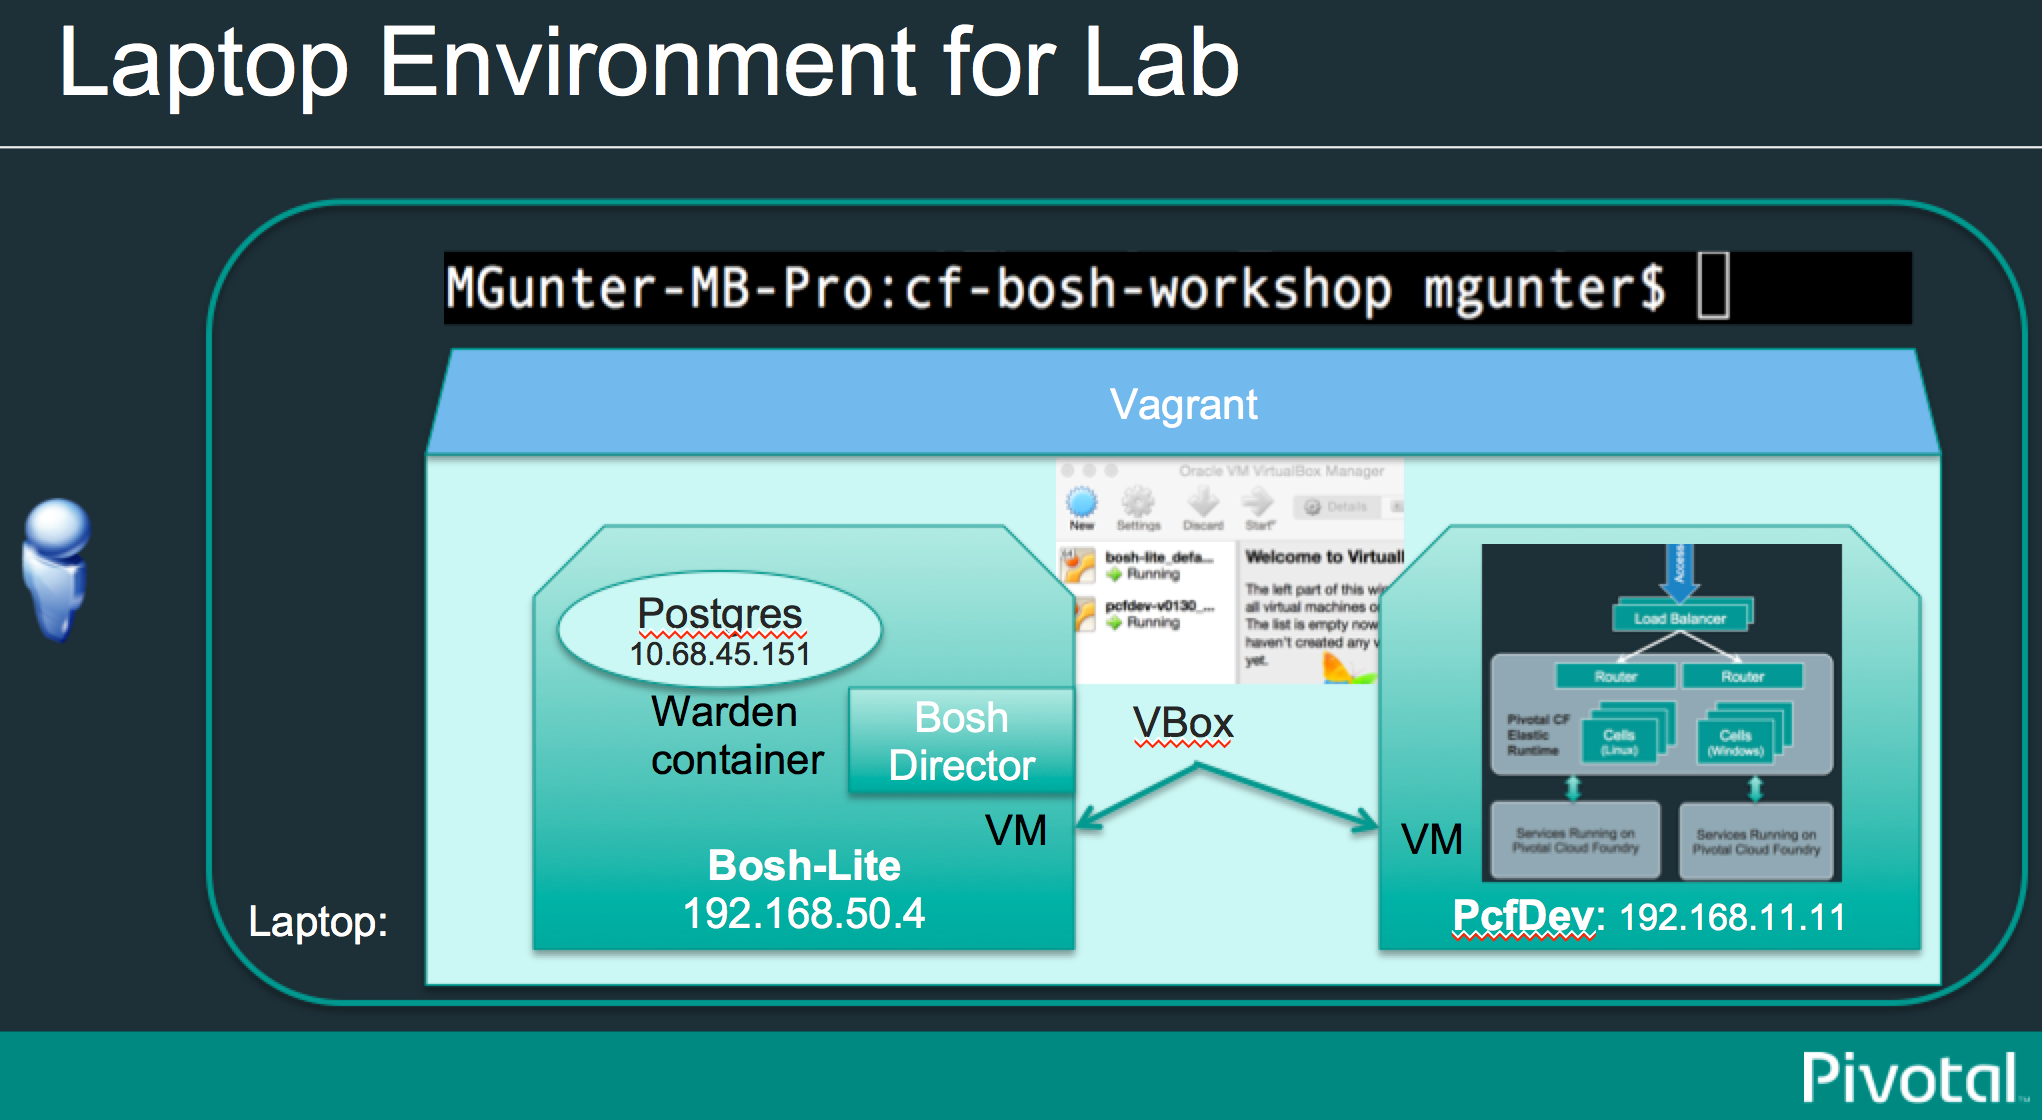 Laptop Environment for Lab
MGunter-MB-Pro:cf-bosh-workshop mgunter$
Vagrant
Oracle VM VirtualBox Manager
New Settings Discard Start Details
bosh-lite_defa...
Running
pcfdev-v0130_...
Running
Welcome to Virtuall
The left part of this win
all virtual machines o
The list is empty now
haven't created any v
yet.
Postgres
10.68.45.151
Warden
container
Bosh
Director
VM
Bosh-Lite
192.168.50.4
VBox
VM
Access
Load Balancer
Router
Router
Pivotal CF
Elastic
Runtime
Cells
(Linux)
Cells
(Windows)
Services Running on
Pivotal Cloud Foundry
Services Running on
Pivotal Cloud Foundry
PcfDev: 192.168.11.11
Laptop:
Pivotal